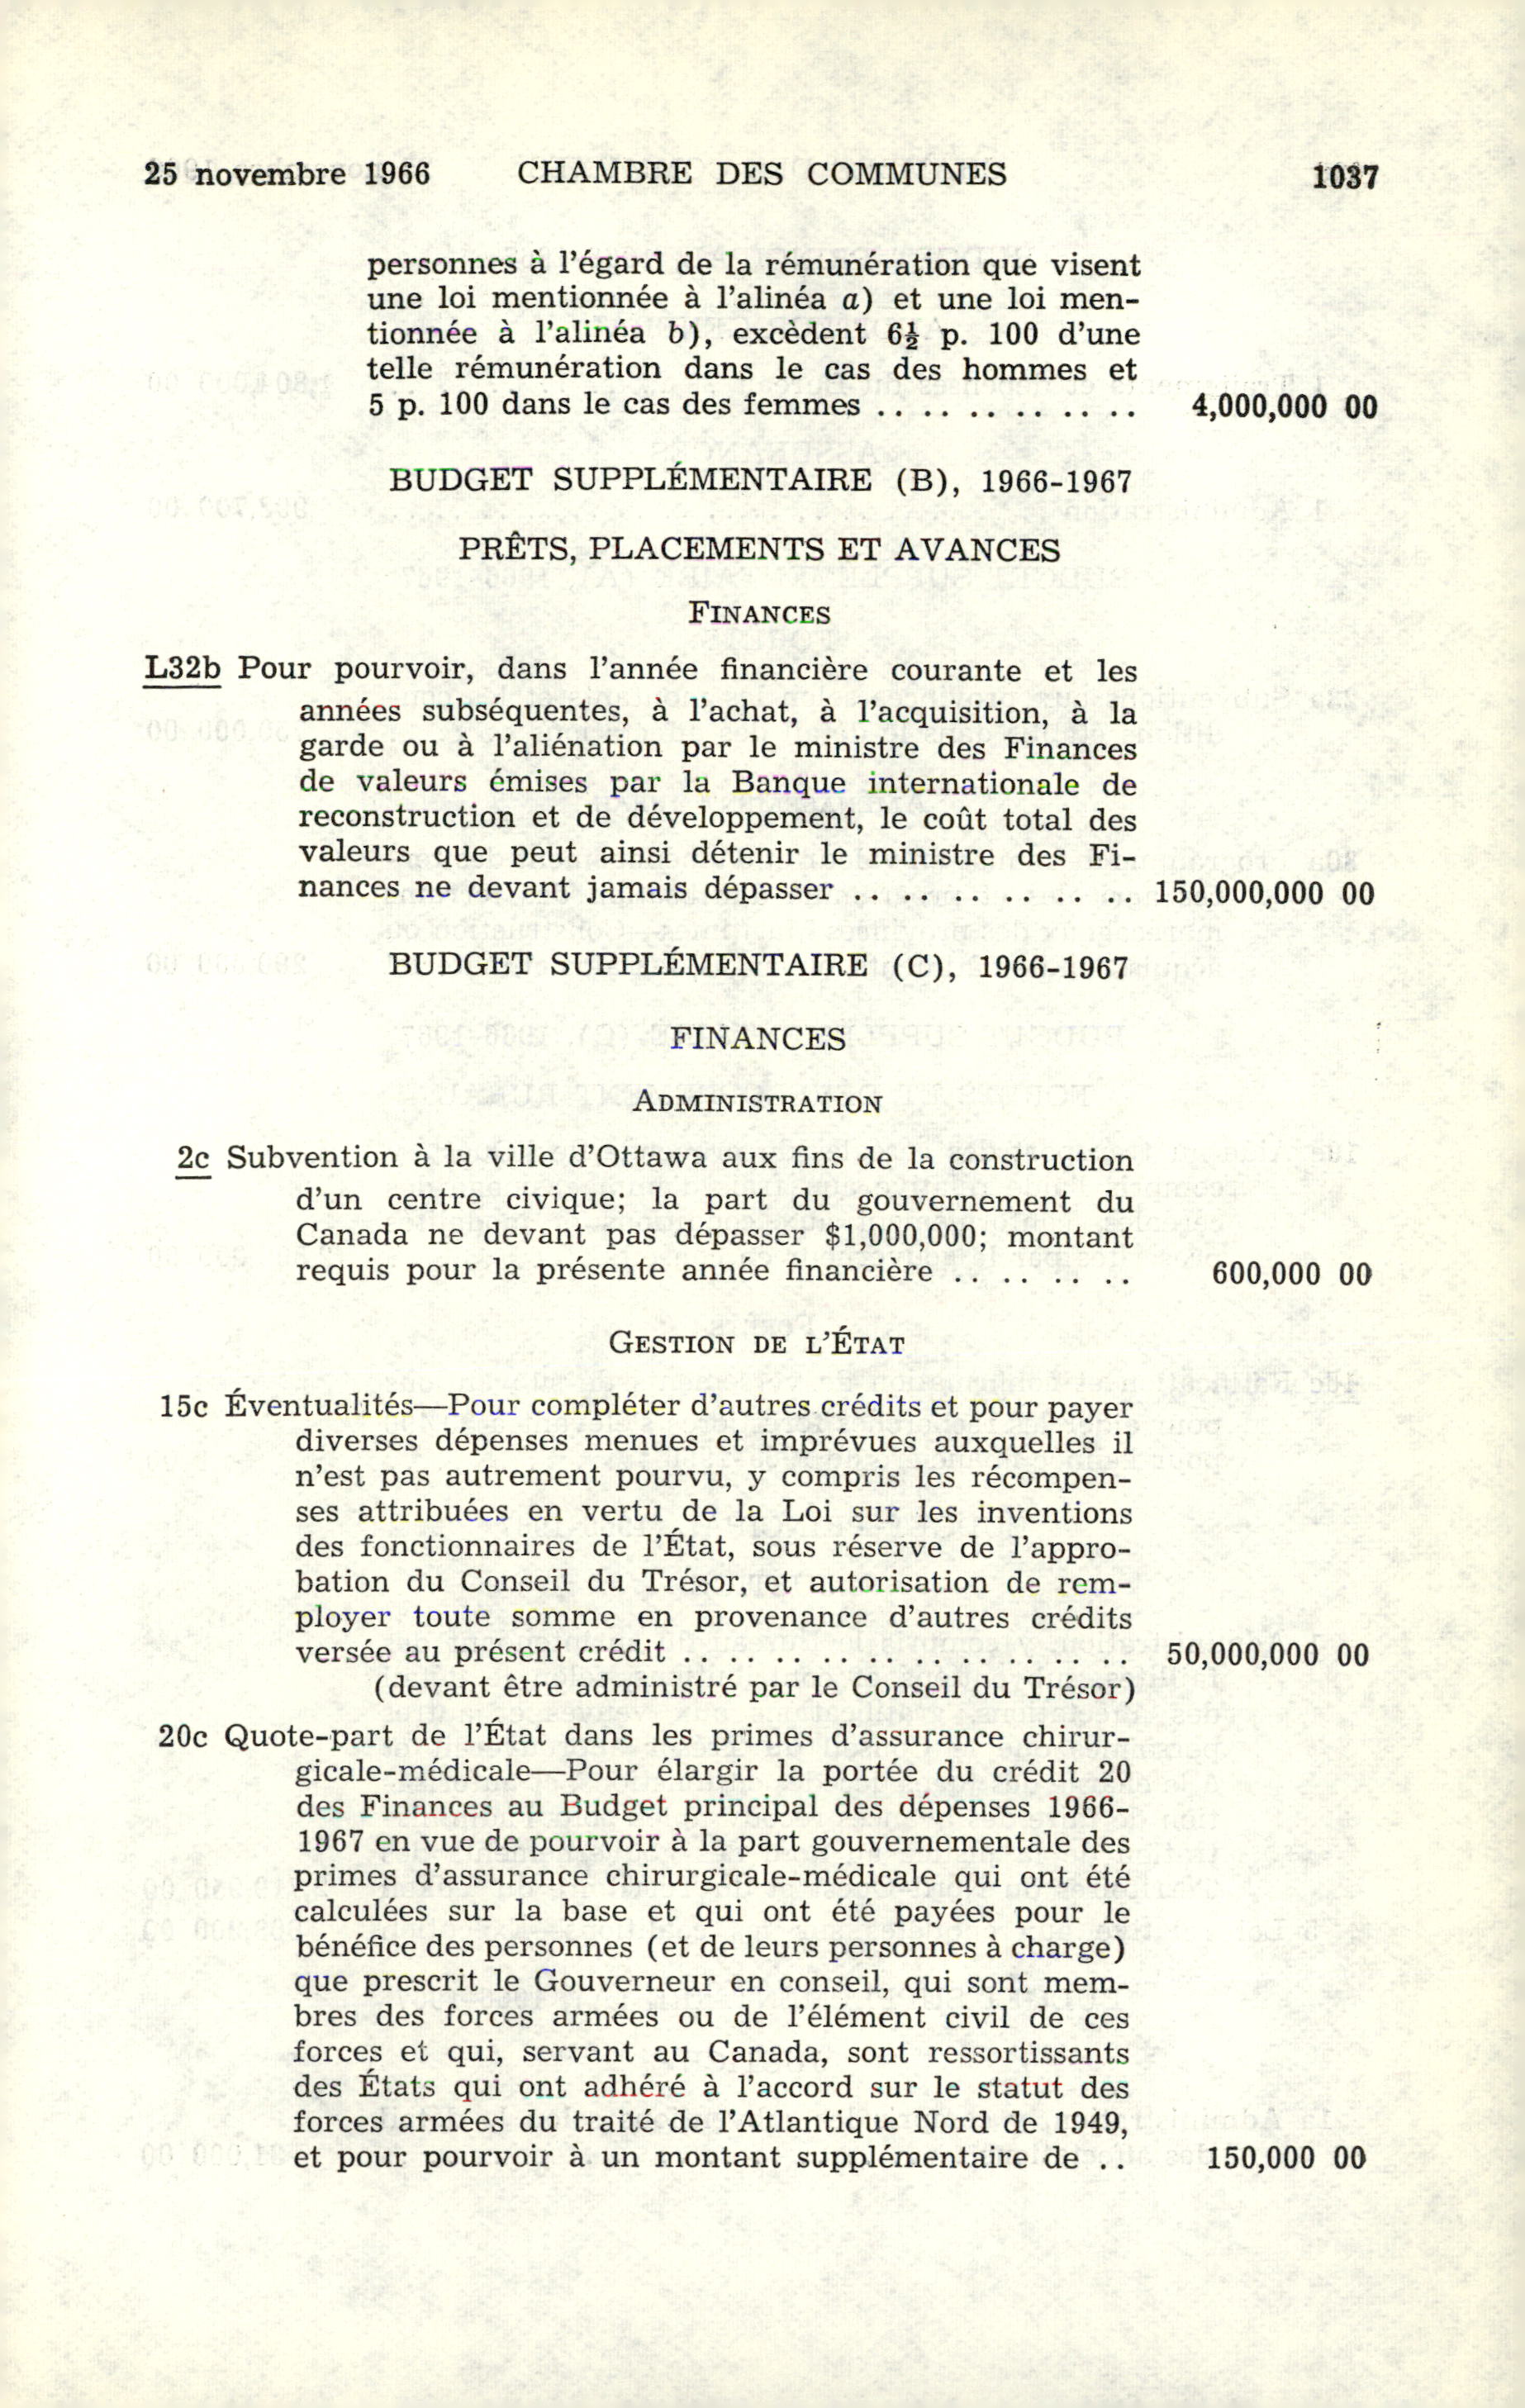 25 novembre 1966 CHAMBRE DES COMMUNES 1037
personnes à l'égard de la rémunération que visent
une loi mentionnée à l'alinéa a) et une loi men-
tionnée à l'alinéa b), excèdent 6½ p. 100 d'une
telle rémunération dans le cas des hommes et
5 p. 100 dans le cas des femmes .. .. .. .. .. .. 4,000,000 00
BUDGET SUPPLÉMENTAIRE (B), 1966-1967
PRÊTS, PLACEMENTS ET AVANCES
FINANCES
L32b Pour pourvoir, dans l'année financière courante et les
années subséquentes, à l'achat, à l'acquisition, à la
garde ou à l'aliénation par le ministre des Finances
de valeurs émises par la Banque internationale de
reconstruction et de développement, le coût total des
valeurs que peut ainsi détenir le ministre des Fi-
nances ne devant jamais dépasser .. .. .. .. .. .. 150,000,000 00
BUDGET SUPPLÉMENTAIRE (C), 1966-1967
FINANCES
ADMINISTRATION
2c Subvention à la ville d'Ottawa aux fins de la construction
d'un centre civique; la part du gouvernement du
Canada ne devant pas dépasser $1,000,000; montant
requis pour la présente année financière .. .. .. .. 600,000 00
GESTION DE L'ÉTAT
15c Éventualités—Pour compléter d'autres crédits et pour payer
diverses dépenses menues et imprévues auxquelles il
n'est pas autrement pourvu, y compris les récompen-
ses attribuées en vertu de la Loi sur les inventions
des fonctionnaires de l'État, sous réserve de l'appro-
bation du Conseil du Trésor, et autorisation de rem-
ployer toute somme en provenance d'autres crédits
versée au présent crédit .. .. .. .. .. .. .. .. .. .. 50,000,000 00
(devant être administré par le Conseil du Trésor)
20c Quote-part de l'État dans les primes d'assurance chirur-
gicale-médicale—Pour élargir la portée du crédit 20
des Finances au Budget principal des dépenses 1966-
1967 en vue de pourvoir à la part gouvernementale des
primes d'assurance chirurgicale-médicale qui ont été
calculées sur la base et qui ont été payées pour le
bénéfice des personnes (et de leurs personnes à charge)
que prescrit le Gouverneur en conseil, qui sont mem-
bres des forces armées ou de l'élément civil de ces
forces et qui, servant au Canada, sont ressortissants
des États qui ont adhéré à l'accord sur le statut des
forces armées du traité de l'Atlantique Nord de 1949,
et pour pourvoir à un montant supplémentaire de .. 150,000 00